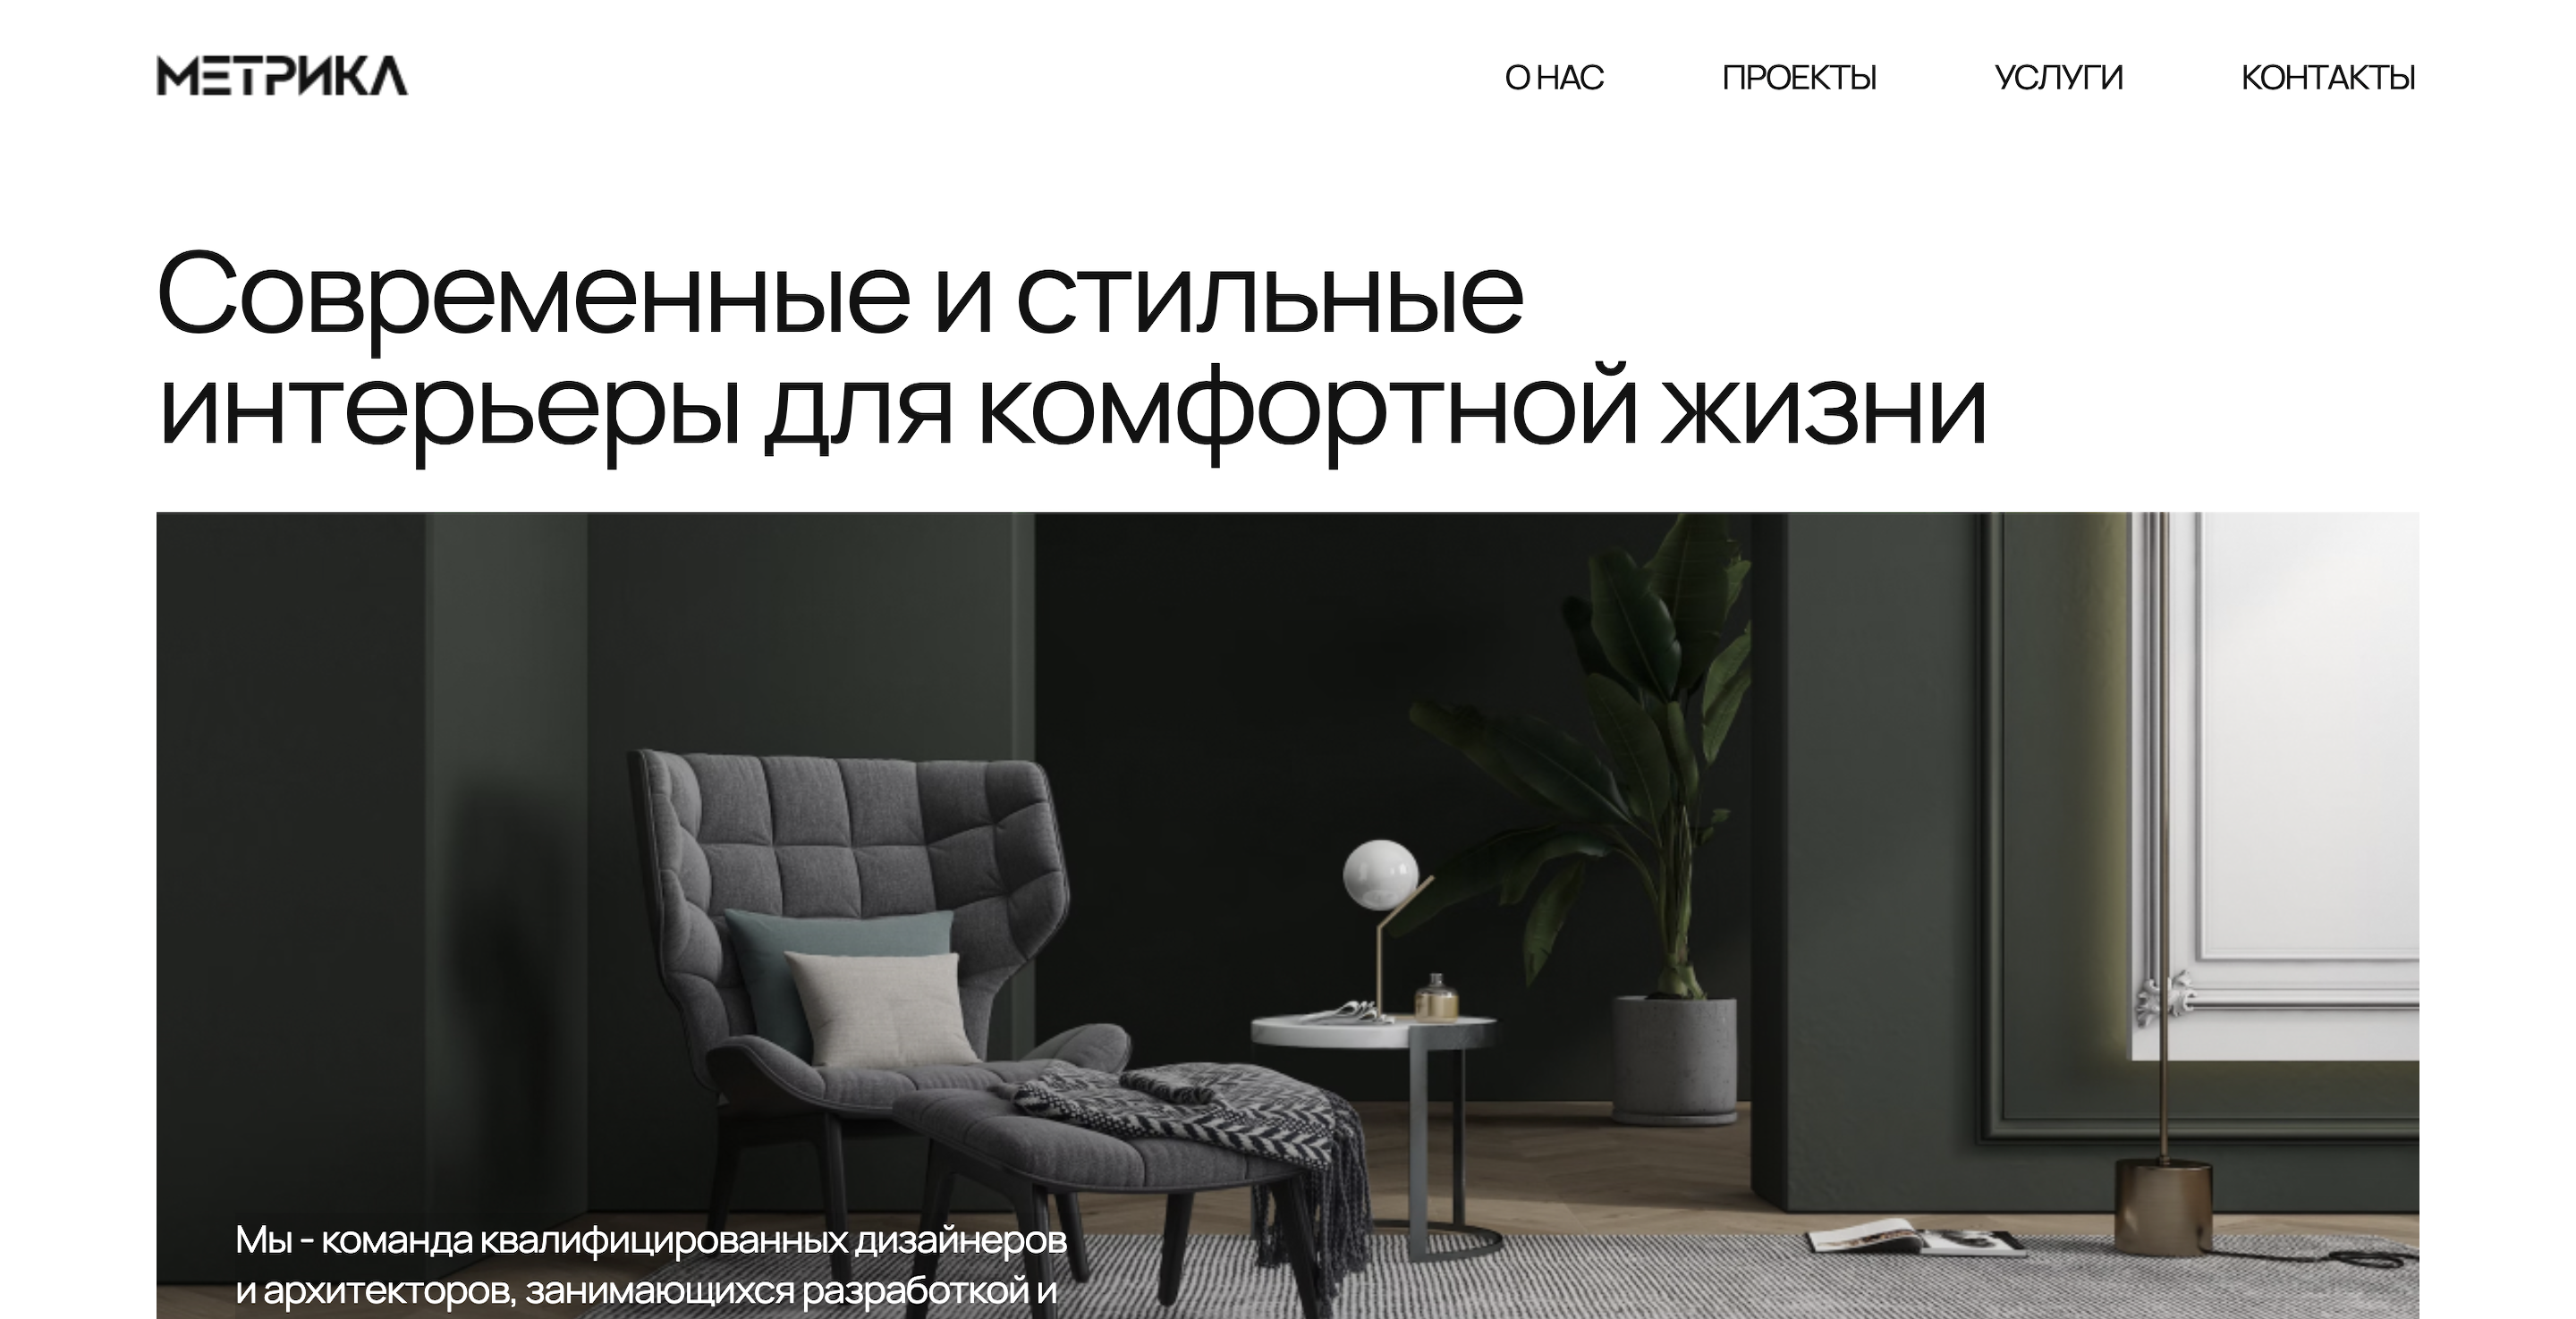 МЕТРИКА
О НАС ПРОЕКТЫ УСЛУГИ КОНТАКТЫ
Современные и стильные
интерьеры для комфортной жизни
Мы - команда квалифицированных дизайнеров
и архитекторов, занимающихся разработкой и